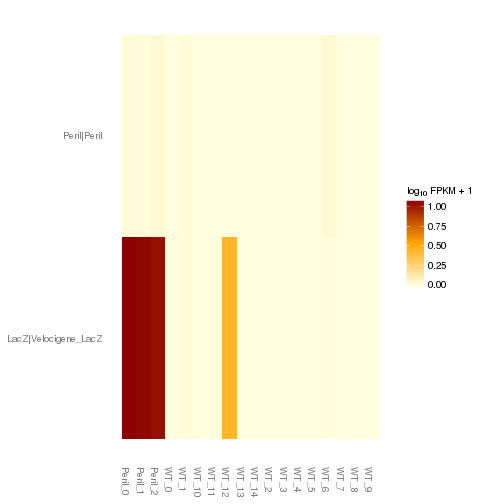 Peril|Peril
log10 FPKM + 1
1.00
0.75
0.50
0.25
0.00
LacZ|Velocigene_LacZ
Peril_0
Peril_1
Peril_2
WT_0
WT_1
WT_10
WT_11
WT_12
WT_13
WT_14
WT_2
WT_3
WT_4
WT_5
WT_6
WT_7
WT_8
WT_9